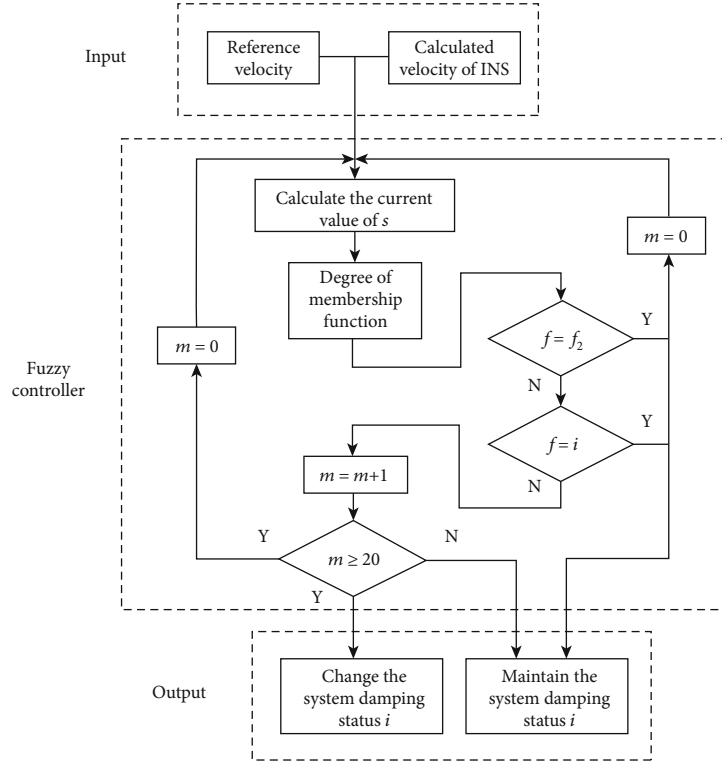 Input
Reference
velocity
Calculated
velocity of INS
Fuzzy
controller
Calculate the current
value of s
Degree of
membership
function
m = 0
m = 0
f = f₂
Y
N
f = i
Y
N
m = m+1
m ≥ 20
Y
N
Y
Output
Change the
system damping
status i
Maintain the
system damping
status i